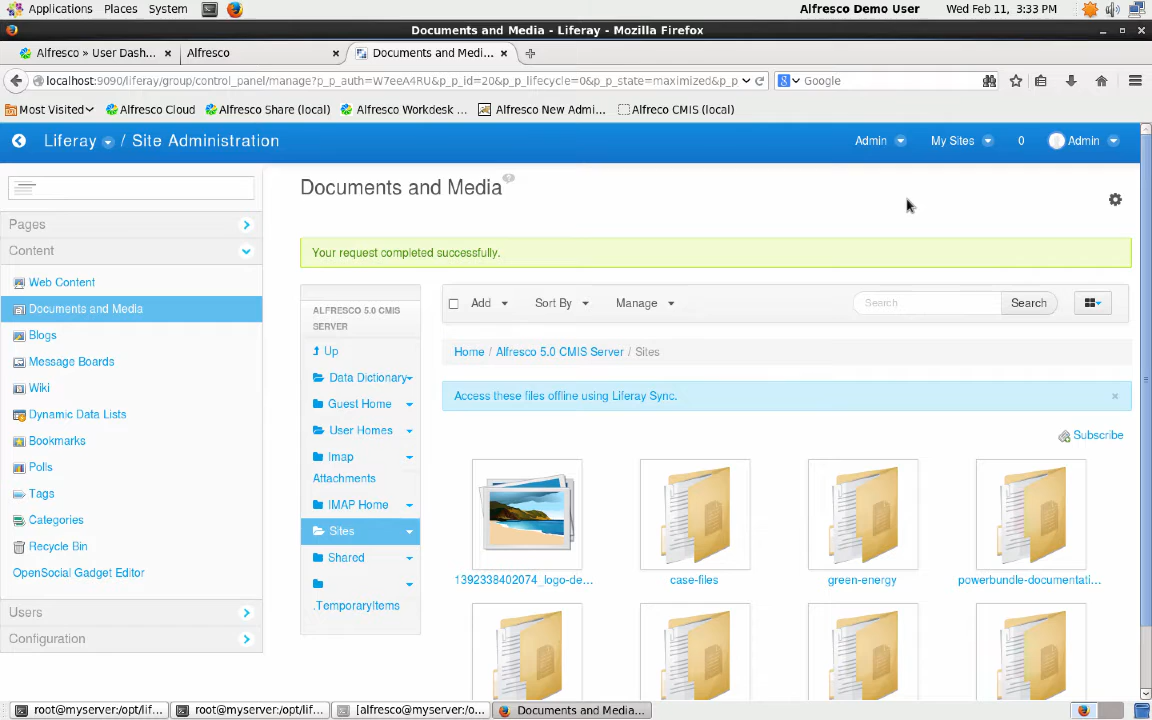 Applications Places System
Alfresco Demo User Wed Feb 11, 3:33 PM
Documents and Media - Liferay - Mozilla Firefox
Alfresco » User Dash... ×
Alfresco ×
Documents and Medi... ×
localhost:9090/liferay/group/control_panel/manage?p_p_auth=W7eeA4RU&p_p_id=20&p_p_lifecycle=0&p_p_state=maximized&p_p
Google
Most Visited
Alfresco Cloud
Alfresco Share (local)
Alfresco Workdesk ...
Alfresco New Admi...
Alfreco CMIS (local)
Liferay / Site Administration
Admin
My Sites
0
Admin
Pages
Content
Web Content
Documents and Media
Blogs
Message Boards
Wiki
Dynamic Data Lists
Bookmarks
Polls
Tags
Categories
Recycle Bin
OpenSocial Gadget Editor
Users
Configuration
Documents and Media
Your request completed successfully.
ALFRESCO 5.0 CMIS
SERVER
Up
Data Dictionary
Guest Home
User Homes
Imap
Attachments
IMAP Home
Sites
Shared
.TemporaryItems
Add
Sort By
Manage
Search
Search
Home / Alfresco 5.0 CMIS Server / Sites
Access these files offline using Liferay Sync. ×
Subscribe
1392338402074_logo-de...
case-files
green-energy
powerbundle-documentati...
root@myserver:/opt/lif...
root@myserver:/opt/lif...
[alfresco@myserver:/o...
Documents and Media...